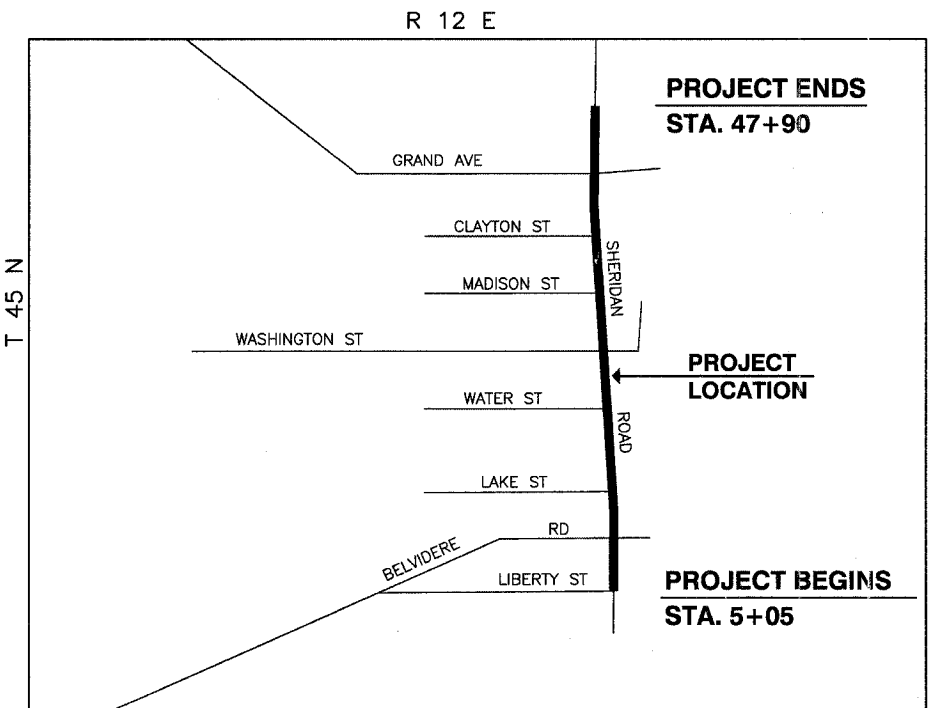 R 12 E
PROJECT ENDS
STA. 47+90
GRAND AVE
CLAYTON ST
SHERIDAN
MADISON ST
T 45 N
WASHINGTON ST
PROJECT
LOCATION
WATER ST
ROAD
LAKE ST
RD
BELVIDERE
LIBERTY ST
PROJECT BEGINS
STA. 5+05